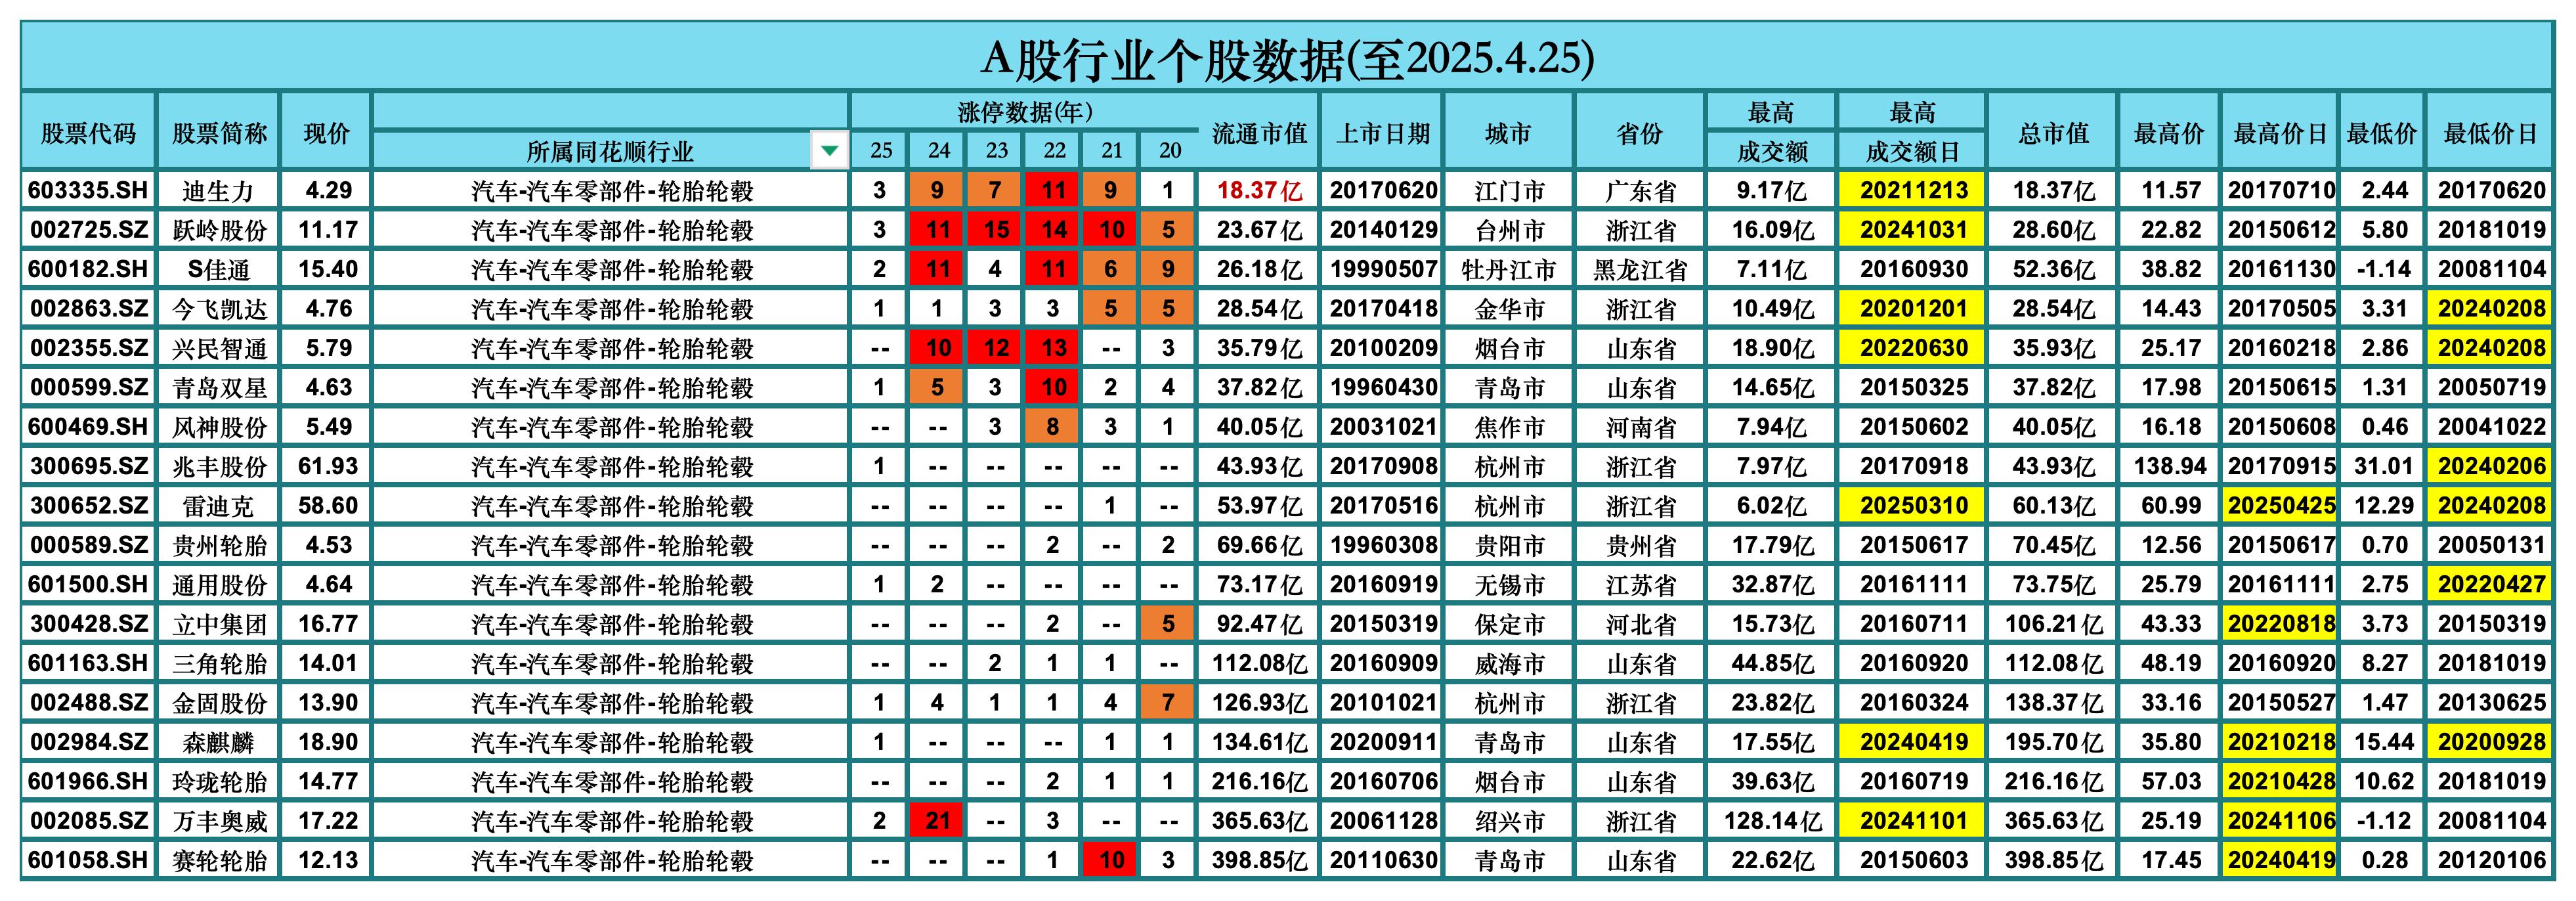 A股行业个股数据(至2025.4.25)
股票代码 股票简称 现价 所属同花顺行业 涨停数据(年) 25 24 23 22 21 20 流通市值 上市日期 城市 省份 最高成交额 最高成交额日 总市值 最高价 最高价日 最低价 最低价日
603335.SH 迪生力 4.29 汽车-汽车零部件-轮胎轮毂 3 9 7 11 9 1 18.37亿 20170620 江门市 广东省 9.17亿 20211213 18.37亿 11.57 20170710 2.44 20170620
002725.SZ 跃岭股份 11.17 汽车-汽车零部件-轮胎轮毂 3 11 15 14 10 5 23.67亿 20140129 台州市 浙江省 16.09亿 20241031 28.60亿 22.82 20150612 5.80 20181019
600182.SH S佳通 15.40 汽车-汽车零部件-轮胎轮毂 2 11 4 11 6 9 26.18亿 19990507 牡丹江市 黑龙江省 7.11亿 20160930 52.36亿 38.82 20161130 -1.14 20081104
002863.SZ 今飞凯达 4.76 汽车-汽车零部件-轮胎轮毂 1 1 3 3 5 5 28.54亿 20170418 金华市 浙江省 10.49亿 20201201 28.54亿 14.43 20170505 3.31 20240208
002355.SZ 兴民智通 5.79 汽车-汽车零部件-轮胎轮毂 -- 10 12 13 -- 3 35.79亿 20100209 烟台市 山东省 18.90亿 20220630 35.93亿 25.17 20160218 2.86 20240208
000599.SZ 青岛双星 4.63 汽车-汽车零部件-轮胎轮毂 1 5 3 10 2 4 37.82亿 19960430 青岛市 山东省 14.65亿 20150325 37.82亿 17.98 20150615 1.31 20050719
600469.SH 风神股份 5.49 汽车-汽车零部件-轮胎轮毂 -- -- 3 8 3 1 40.05亿 20031021 焦作市 河南省 7.94亿 20150602 40.05亿 16.18 20150608 0.46 20041022
300695.SZ 兆丰股份 61.93 汽车-汽车零部件-轮胎轮毂 1 -- -- -- -- -- 43.93亿 20170908 杭州市 浙江省 7.97亿 20170918 43.93亿 138.94 20170915 31.01 20240206
300652.SZ 雷迪克 58.60 汽车-汽车零部件-轮胎轮毂 -- -- -- -- 1 -- 53.97亿 20170516 杭州市 浙江省 6.02亿 20250310 60.13亿 60.99 20250425 12.29 20240208
000589.SZ 贵州轮胎 4.53 汽车-汽车零部件-轮胎轮毂 -- -- -- 2 -- 2 69.66亿 19960308 贵阳市 贵州省 17.79亿 20150617 70.45亿 12.56 20150617 0.70 20050131
601500.SH 通用股份 4.64 汽车-汽车零部件-轮胎轮毂 1 2 -- -- -- -- 73.17亿 20160919 无锡市 江苏省 32.87亿 20161111 73.75亿 25.79 20161111 2.75 20220427
300428.SZ 立中集团 16.77 汽车-汽车零部件-轮胎轮毂 -- -- -- 2 -- 5 92.47亿 20150319 保定市 河北省 15.73亿 20160711 106.21亿 43.33 20220818 3.73 20150319
601163.SH 三角轮胎 14.01 汽车-汽车零部件-轮胎轮毂 -- -- 2 1 1 -- 112.08亿 20160909 威海市 山东省 44.85亿 20160920 112.08亿 48.19 20160920 8.27 20181019
002488.SZ 金固股份 13.90 汽车-汽车零部件-轮胎轮毂 1 4 1 1 4 7 126.93亿 20101021 杭州市 浙江省 23.82亿 20160324 138.37亿 33.16 20150527 1.47 20130625
002984.SZ 森麒麟 18.90 汽车-汽车零部件-轮胎轮毂 1 -- -- -- 1 1 134.61亿 20200911 青岛市 山东省 17.55亿 20240419 195.70亿 35.80 20210218 15.44 20200928
601966.SH 玲珑轮胎 14.77 汽车-汽车零部件-轮胎轮毂 -- -- -- 2 1 1 216.16亿 20160706 烟台市 山东省 39.63亿 20160719 216.16亿 57.03 20210428 10.62 20181019
002085.SZ 万丰奥威 17.22 汽车-汽车零部件-轮胎轮毂 2 21 -- 3 -- -- 365.63亿 20061128 绍兴市 浙江省 128.14亿 20241101 365.63亿 25.19 20241106 -1.12 20081104
601058.SH 赛轮轮胎 12.13 汽车-汽车零部件-轮胎轮毂 -- -- -- 1 10 3 398.85亿 20110630 青岛市 山东省 22.62亿 20150603 398.85亿 17.45 20240419 0.28 20120106